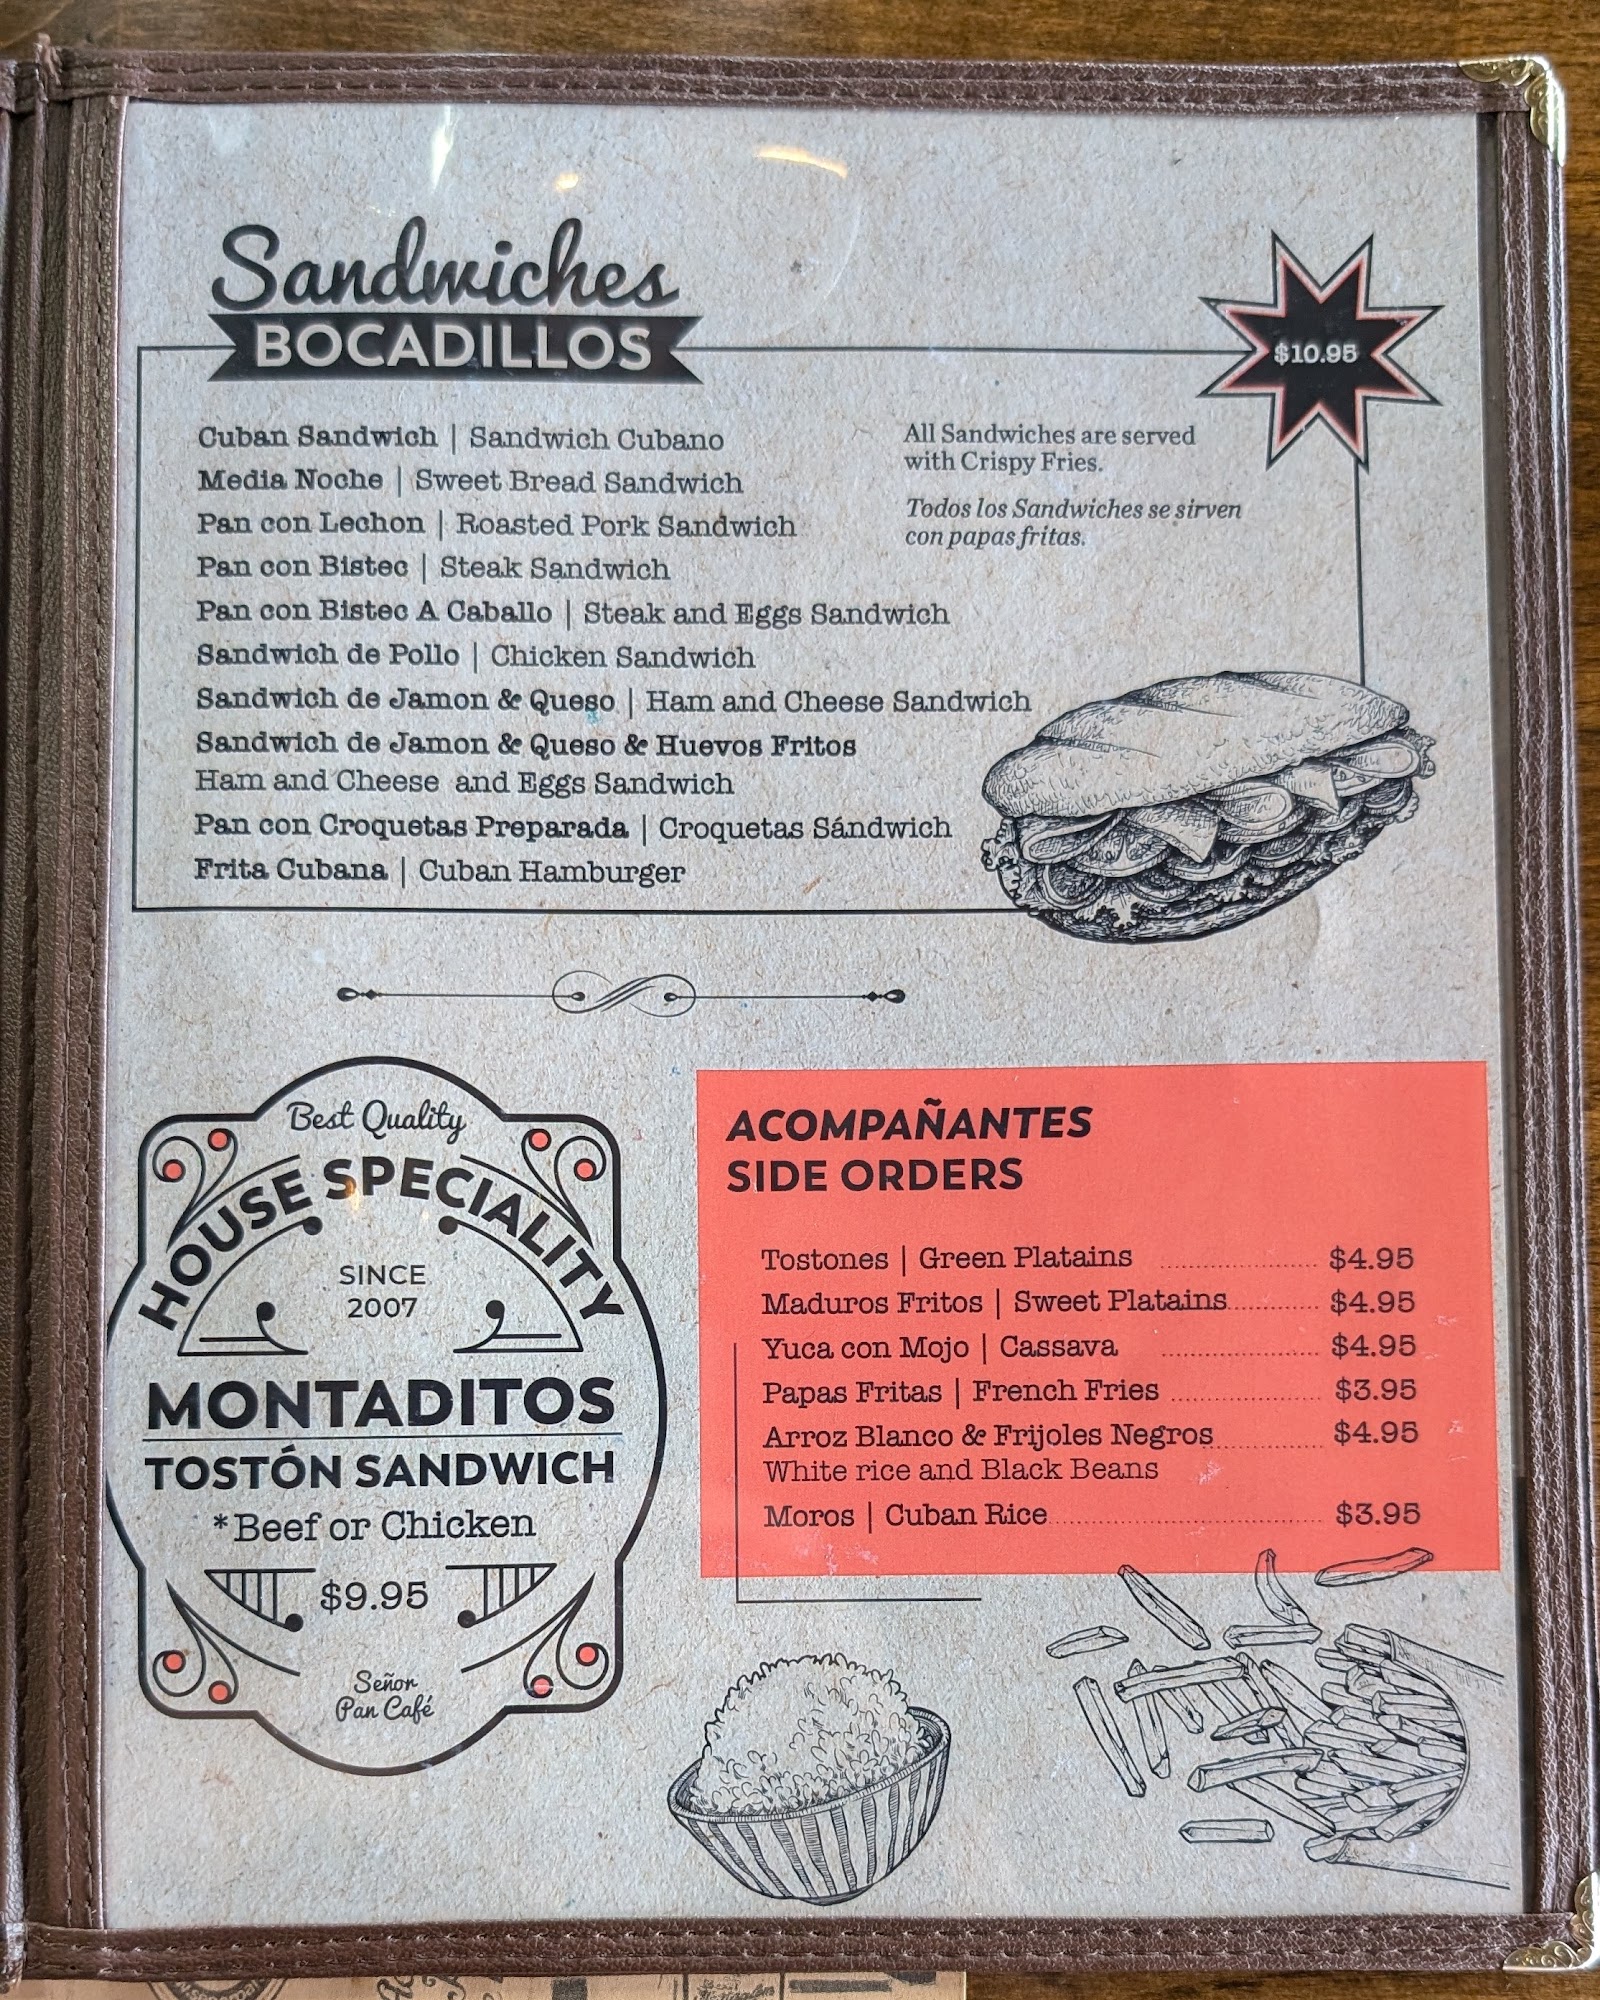 Sandwiches
BOCADILLOS
$10.95
Cuban Sandwich | Sandwich Cubano
Media Noche | Sweet Bread Sandwich
Pan con Lechon | Roasted Pork Sandwich
Pan con Bistec | Steak Sandwich
Pan con Bistec A Caballo | Steak and Eggs Sandwich
Sandwich de Pollo | Chicken Sandwich
Sandwich de Jamon & Queso | Ham and Cheese Sandwich
Sandwich de Jamon & Queso & Huevos Fritos
Ham and Cheese and Eggs Sandwich
Pan con Croquetas Preparada | Croquetas Sándwich
Frita Cubana | Cuban Hamburger
All Sandwiches are served
with Crispy Fries.
Todos los Sandwiches se sirven
con papas fritas.
Best Quality
HOUSE SPECIALITY
SINCE
2007
MONTADITOS
TOSTÓN SANDWICH
*Beef or Chicken
$9.95
Señor
Pan Café
ACOMPAÑANTES
SIDE ORDERS
Tostones | Green Platains $4.95
Maduros Fritos | Sweet Platains $4.95
Yuca con Mojo | Cassava $4.95
Papas Fritas | French Fries $3.95
Arroz Blanco & Frijoles Negros $4.95
White rice and Black Beans
Moros | Cuban Rice $3.95